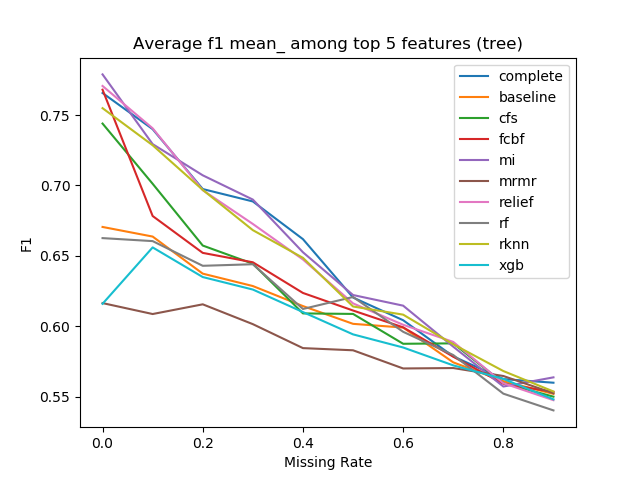 Average f1 mean_ among top 5 features (tree)
F1
0.75
0.70
0.65
0.60
0.55
0.0
0.2
0.4
0.6
0.8
Missing Rate
complete
baseline
cfs
fcbf
mi
mrmr
relief
rf
rknn
xgb